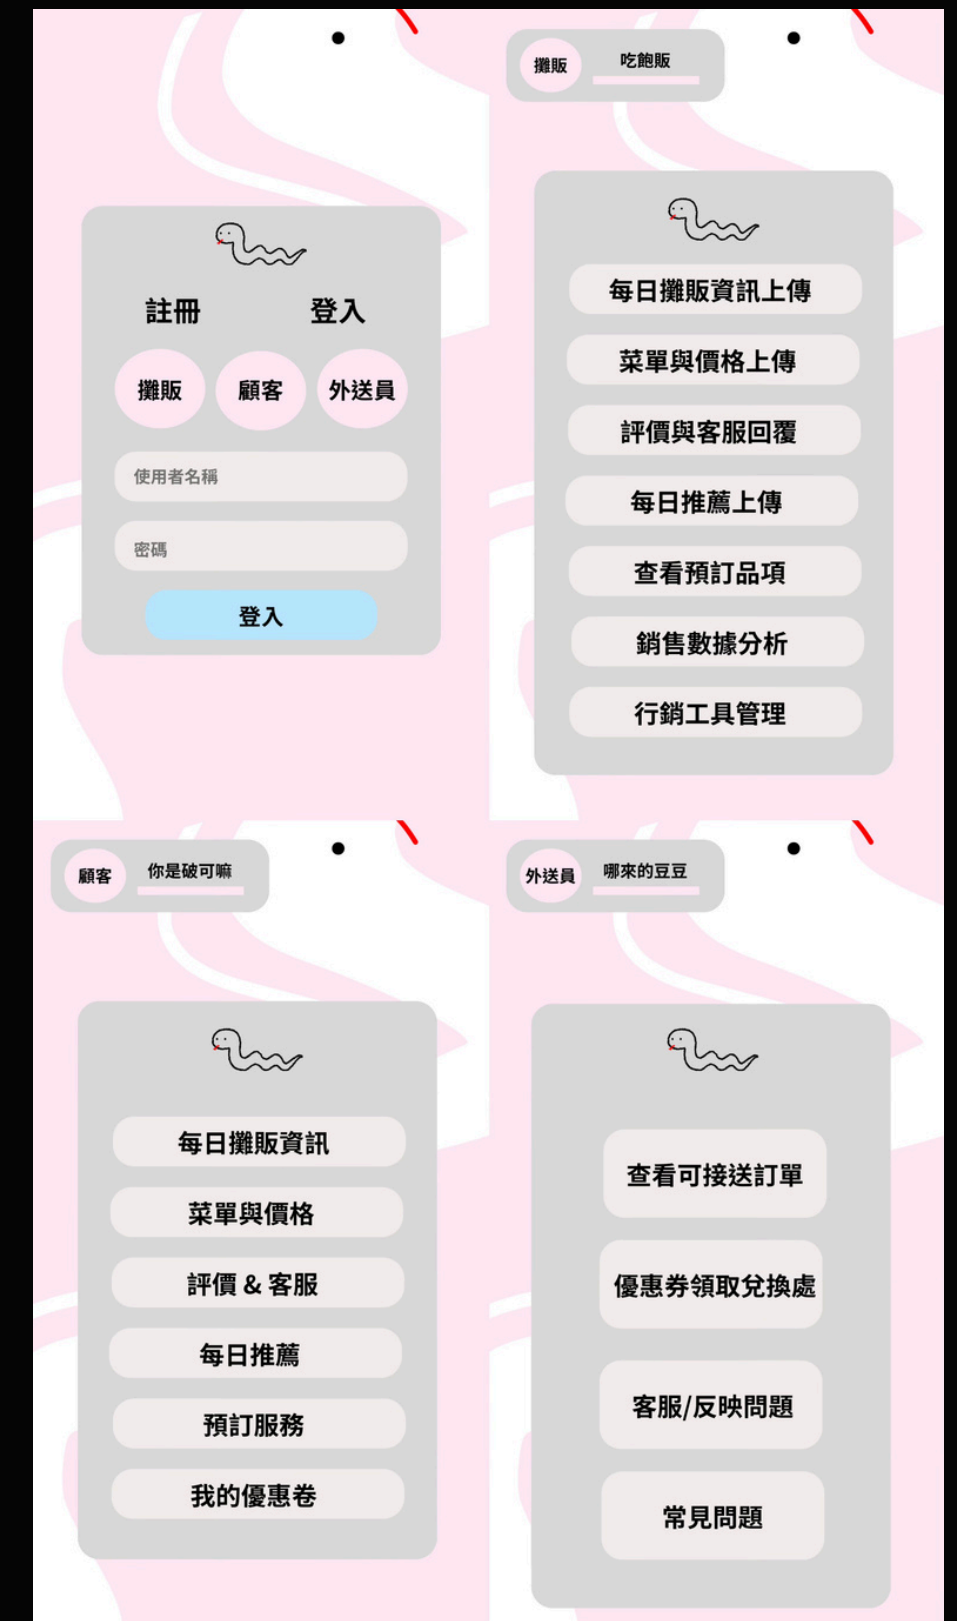 註冊 登入
攤販 顧客 外送員
使用者名稱
密碼
登入
攤販 吃飽販
每日攤販資訊上傳
菜單與價格上傳
評價與客服回覆
每日推薦上傳
查看預訂品項
銷售數據分析
行銷工具管理
顧客 你是破可嘛
每日攤販資訊
菜單與價格
評價 & 客服
每日推薦
預訂服務
我的優惠卷
外送員 哪來的豆豆
查看可接送訂單
優惠券領取兌換處
客服/反映問題
常見問題